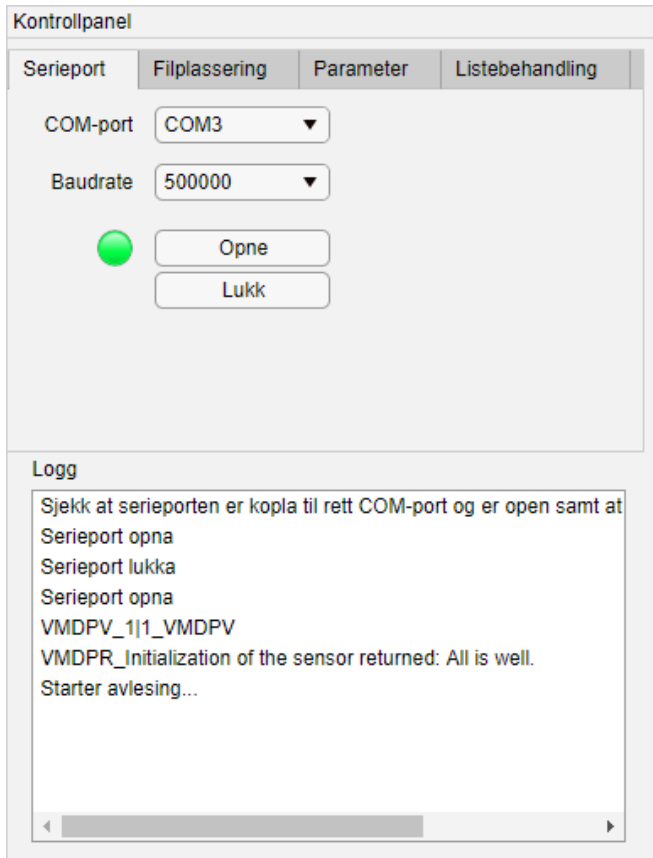 Kontrollpanel
Serieport Filplassering Parameter Listebehandling
COM-port COM3
Baudrate 500000
Opne
Lukk
Logg
Sjekk at serieporten er kopla til rett COM-port og er open samt at
Serieport opna
Serieport lukka
Serieport opna
VMDPV_1|1_VMDPV
VMDPR_Initialization of the sensor returned: All is well.
Starter avlesing...